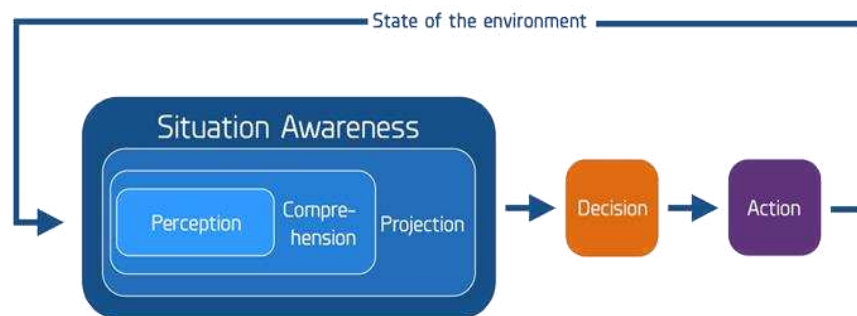 State of the environment
Situation Awareness
Perception
Compre-
hension
Projection
Decision
Action